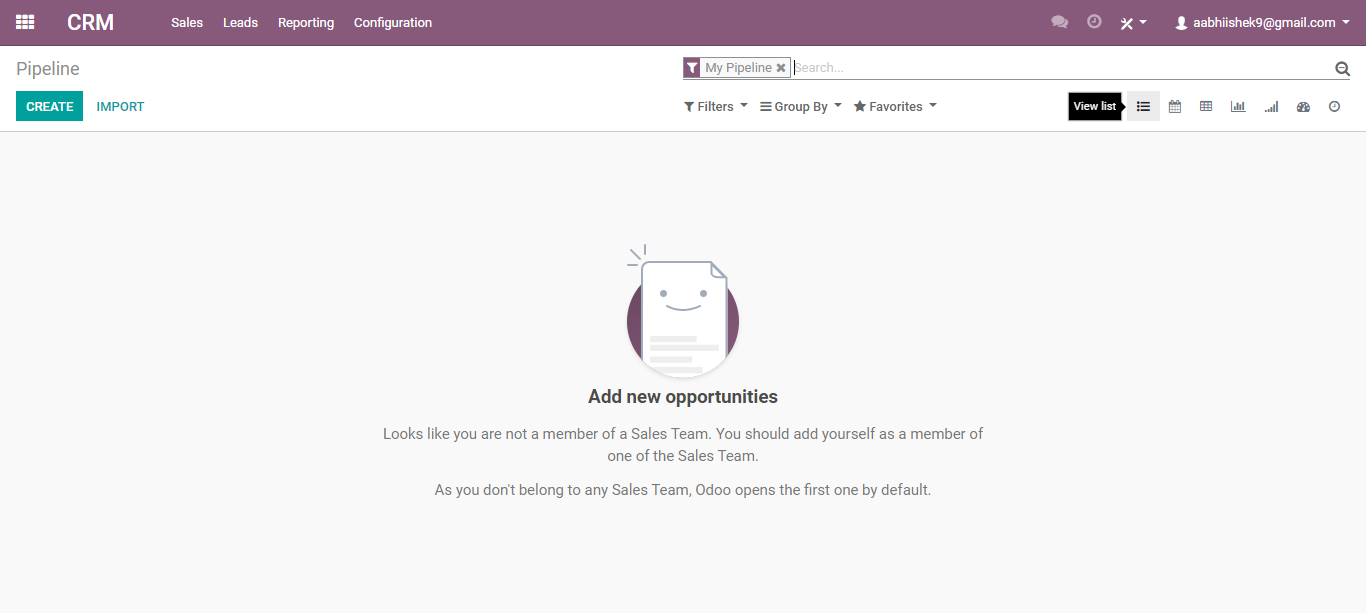 CRM Sales Leads Reporting Configuration aabhiishek9@gmail.com
Pipeline My Pipeline Search...
CREATE IMPORT Filters Group By Favorites View list
Add new opportunities
Looks like you are not a member of a Sales Team. You should add yourself as a member of
one of the Sales Team.
As you don't belong to any Sales Team, Odoo opens the first one by default.